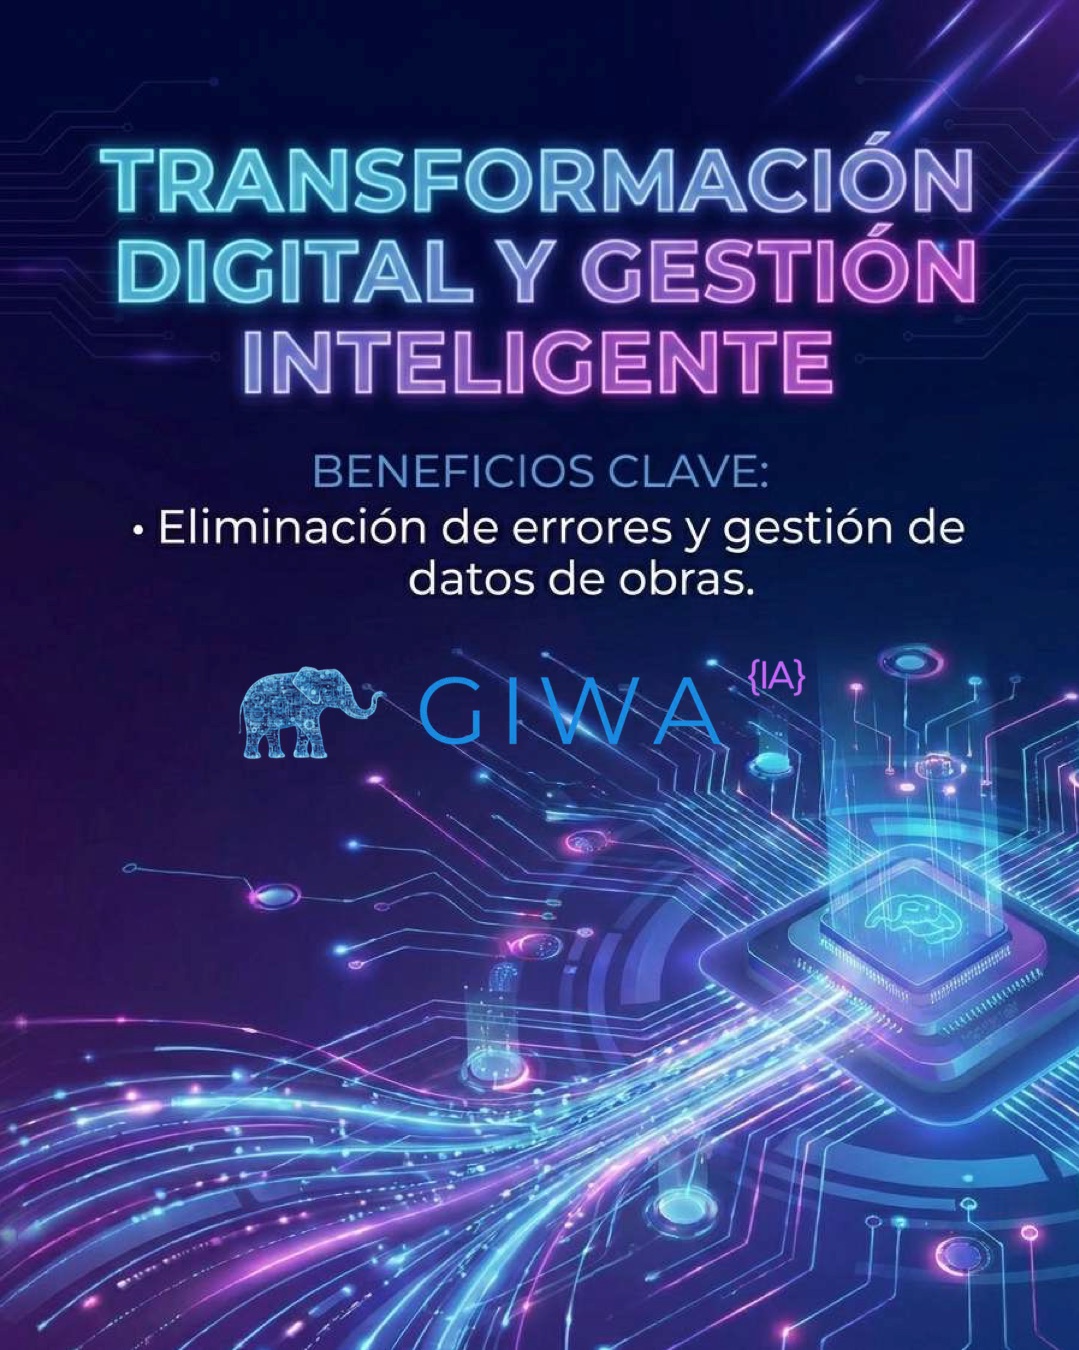 TRANSFORMACIÓN
DIGITAL Y GESTIÓN
INTELIGENTE
BENEFICIOS CLAVE:
• Eliminación de errores y gestión de
datos de obras.
GIWA {IA}